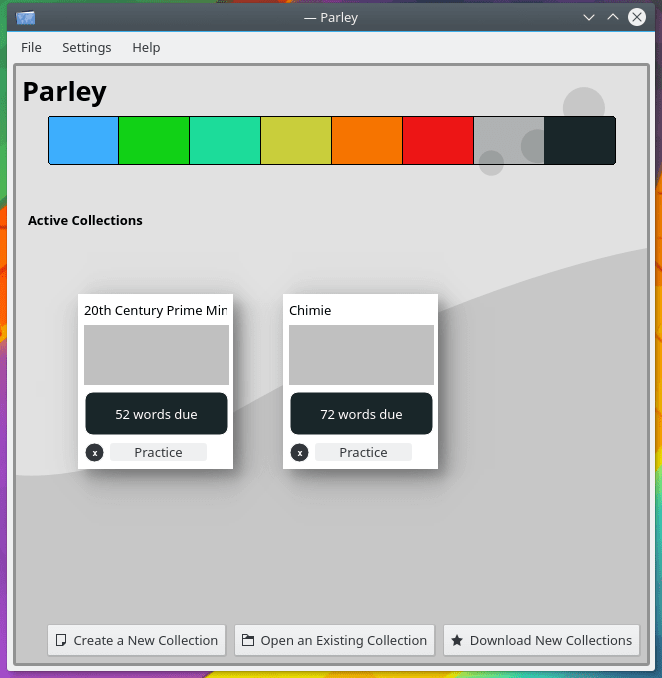 — Parley
File Settings Help
Parley
Active Collections
20th Century Prime Min
Chimie
52 words due
72 words due
x Practice
x Practice
Create a New Collection
Open an Existing Collection
Download New Collections